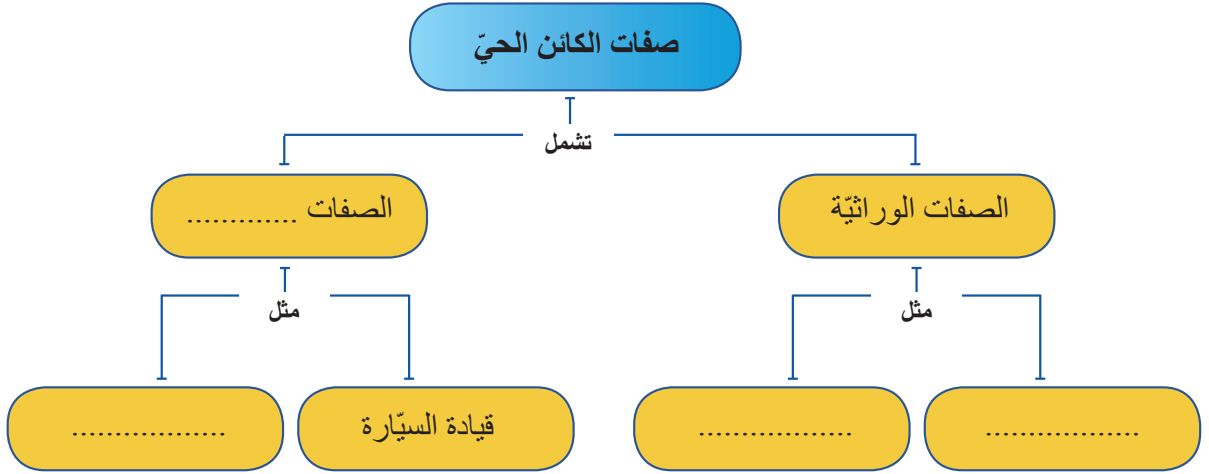 صفات الكائن الحيّ
تشمل
الصفات الوراثيّة
الصفات .............
مثل
مثل
.................
.................
قيادة السيّارة
.................